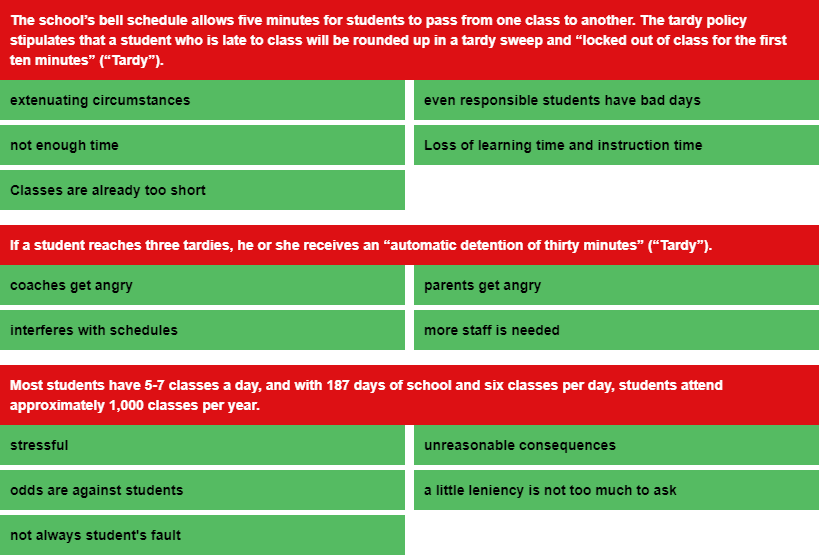 The school’s bell schedule allows five minutes for students to pass from one class to another. The tardy policy
stipulates that a student who is late to class will be rounded up in a tardy sweep and “locked out of class for the first
ten minutes” (“Tardy”).
extenuating circumstances
even responsible students have bad days
not enough time
Loss of learning time and instruction time
Classes are already too short
If a student reaches three tardies, he or she receives an “automatic detention of thirty minutes” (“Tardy”).
coaches get angry
parents get angry
interferes with schedules
more staff is needed
Most students have 5-7 classes a day, and with 187 days of school and six classes per day, students attend
approximately 1,000 classes per year.
stressful
unreasonable consequences
odds are against students
a little leniency is not too much to ask
not always student's fault